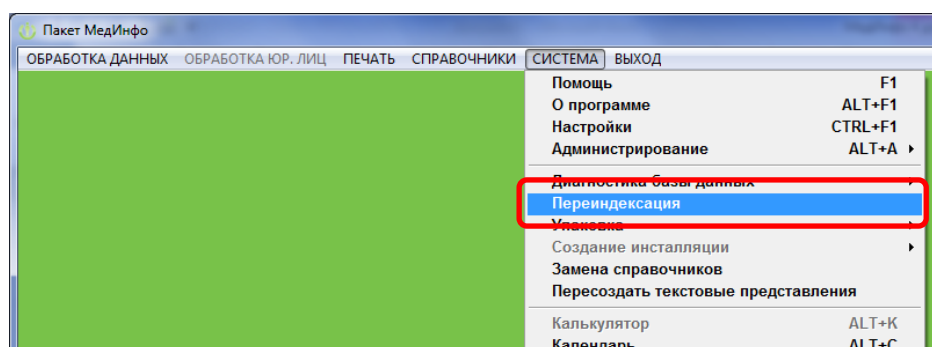 Пакет МедИнфо
ОБРАБОТКА ДАННЫХ ОБРАБОТКА ЮР. ЛИЦ ПЕЧАТЬ СПРАВОЧНИКИ СИСТЕМА ВЫХОД
Помощь F1
О программе ALT+F1
Настройки CTRL+F1
Администрирование ALT+A
Диагностика базы данных
Переиндексация
Упаковка
Создание инсталляции
Замена справочников
Пересоздать текстовые представления
Калькулятор ALT+K
Календарь ALT+C